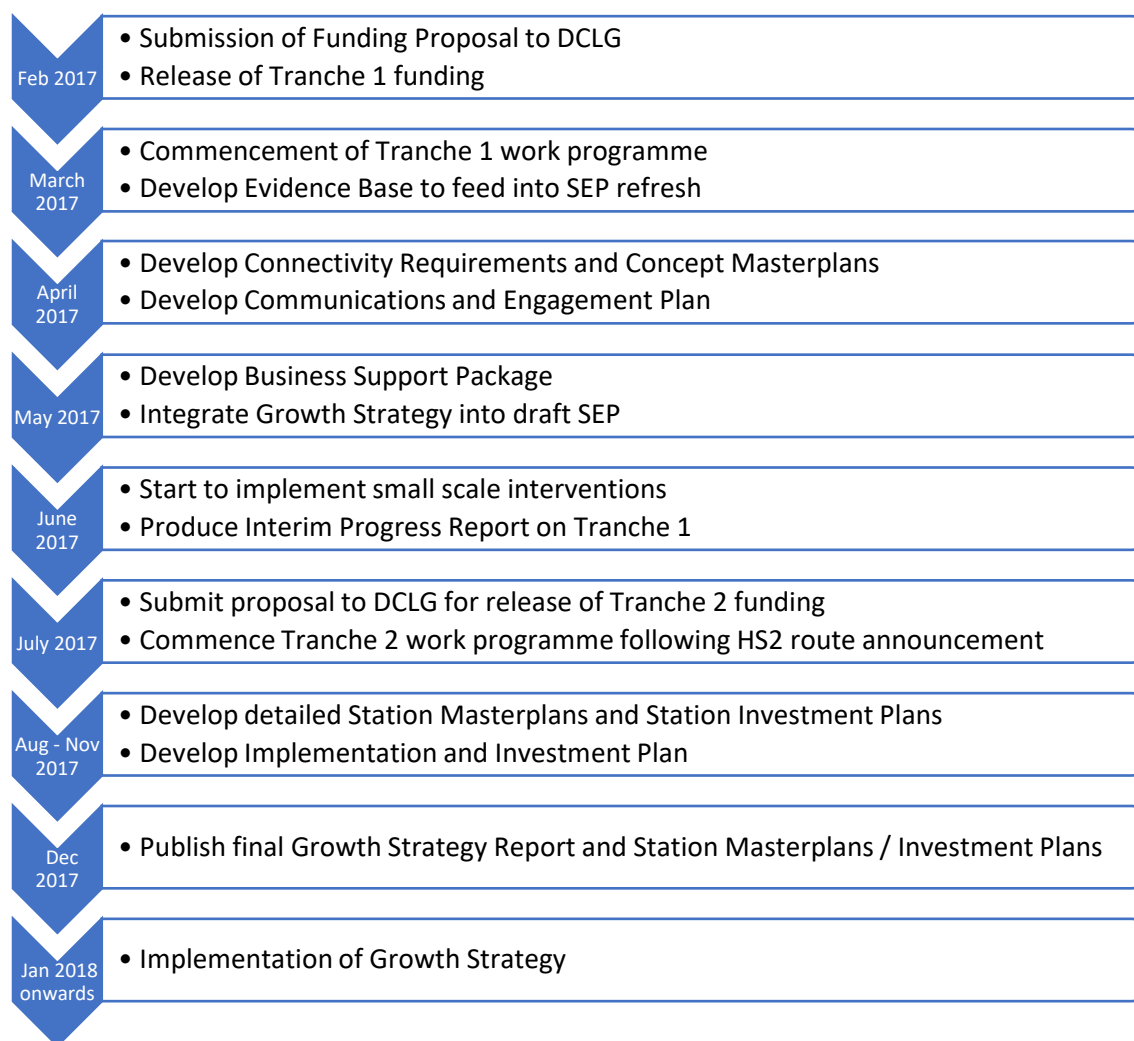 Feb 2017
• Submission of Funding Proposal to DCLG
• Release of Tranche 1 funding
March
2017
• Commencement of Tranche 1 work programme
• Develop Evidence Base to feed into SEP refresh
April
2017
• Develop Connectivity Requirements and Concept Masterplans
• Develop Communications and Engagement Plan
May 2017
• Develop Business Support Package
• Integrate Growth Strategy into draft SEP
June
2017
• Start to implement small scale interventions
• Produce Interim Progress Report on Tranche 1
July 2017
• Submit proposal to DCLG for release of Tranche 2 funding
• Commence Tranche 2 work programme following HS2 route announcement
Aug - Nov
2017
• Develop detailed Station Masterplans and Station Investment Plans
• Develop Implementation and Investment Plan
Dec
2017
• Publish final Growth Strategy Report and Station Masterplans / Investment Plans
Jan 2018
onwards
• Implementation of Growth Strategy